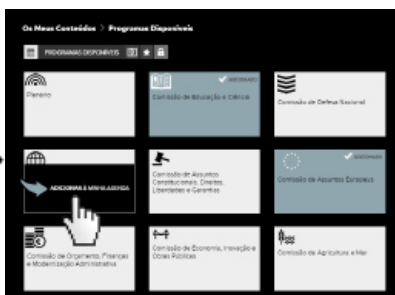 Os Meus Conteúdos > Programas Disponíveis
PROGRAMAS DISPONÍVEIS
Plenário
ADICIONADO
Comissão de Educação e Ciência
Comissão de Defesa Nacional
ADICIONAR À MINHA AGENDA
Comissão de Assuntos
Constitucionais, Direitos,
Liberdades e Garantias
ADICIONADO
Comissão de Assuntos Europeus
Comissão de Orçamento, Finanças
e Modernização Administrativa
Comissão de Economia, Inovação e
Obras Públicas
Comissão de Agricultura e Mar